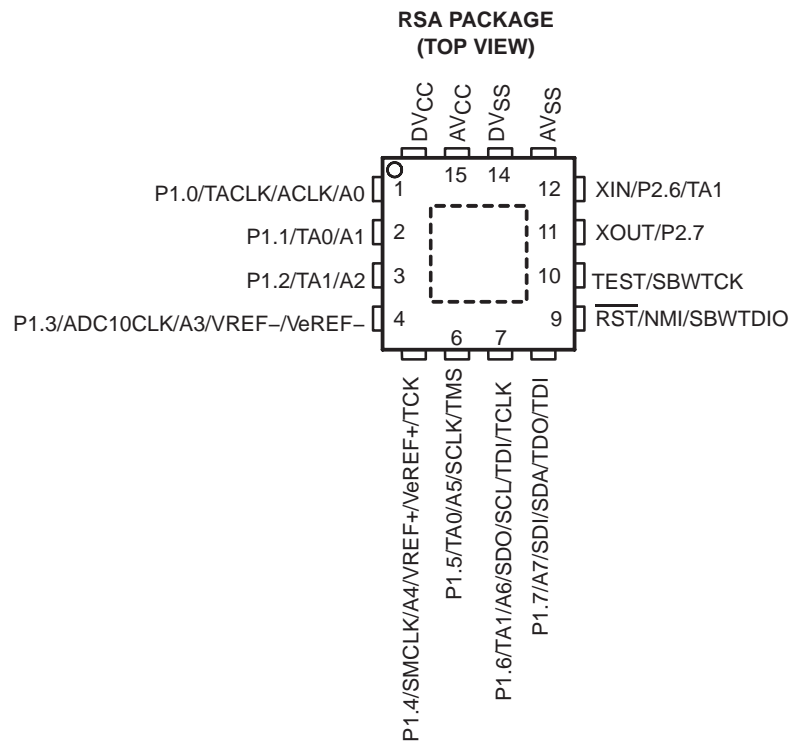 RSA PACKAGE
(TOP VIEW)
DVCC
AVCC
DVSS
AVSS
15
14
P1.0/TACLK/ACLK/A0
1
12
XIN/P2.6/TA1
P1.1/TA0/A1
2
11
XOUT/P2.7
P1.2/TA1/A2
3
10
TEST/SBWTCK
P1.3/ADC10CLK/A3/VREF−/VeREF−
4
9
RST/NMI/SBWTDIO
6
7
P1.4/SMCLK/A4/VREF+/VeREF+/TCK
P1.5/TA0/A5/SCLK/TMS
P1.6/TA1/A6/SDO/SCL/TDI/TCLK
P1.7/A7/SDI/SDA/TDO/TDI